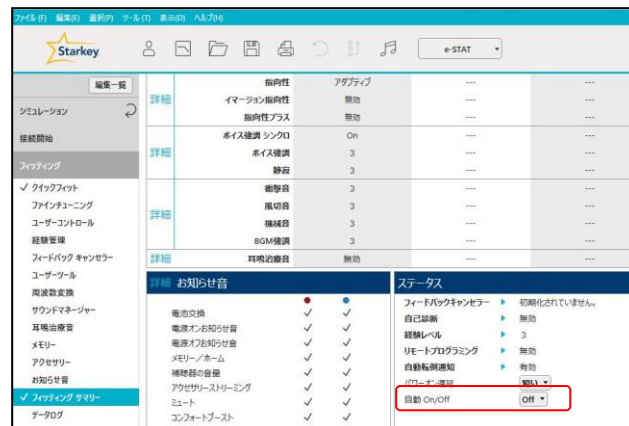 ファイル(F) 編集(E) 選択(P) ツール(T) 表示(D) ヘルプ(H)
Starkey
e-STAT
編集一覧
シミュレーション
接続開始
フィッティング
✓ クイックフィット
ファインチューニング
ユーザーコントロール
経験管理
フィードバック キャンセラー
ユーザーツール
周波数変換
サウンドマネージャー
耳鳴治療音
メモリー
アクセサリー
お知らせ音
✓ フィッティング サマリー
データログ
指向性 アダプティブ --- ---
詳細 イマージョン指向性 無効 --- ---
指向性プラス 無効 --- ---
ボイス強調 シンクロ On --- ---
詳細 ボイス強調 3 --- ---
静寂 3 --- ---
衝撃音 3 --- ---
詳細 風切音 3 --- ---
機械音 3 --- ---
BGM強調 3 --- ---
詳細 耳鳴治療音 無効 --- ---
詳細 お知らせ音
電池交換 ✓ ✓
電源オンお知らせ音 ✓ ✓
電源オフお知らせ音 ✓ ✓
メモリー／ホーム ✓ ✓
補聴器の音量 ✓ ✓
アクセサリーストリーミング ✓ ✓
ミュート ✓ ✓
コンフォートブースト ✓ ✓
ステータス
フィードバックキャンセラー 初期化されていません。
自己診断 無効
経験レベル 3
リモートプログラミング 無効
自動転倒通知 有効
パワーオン遅延 短い
自動 On/Off Off